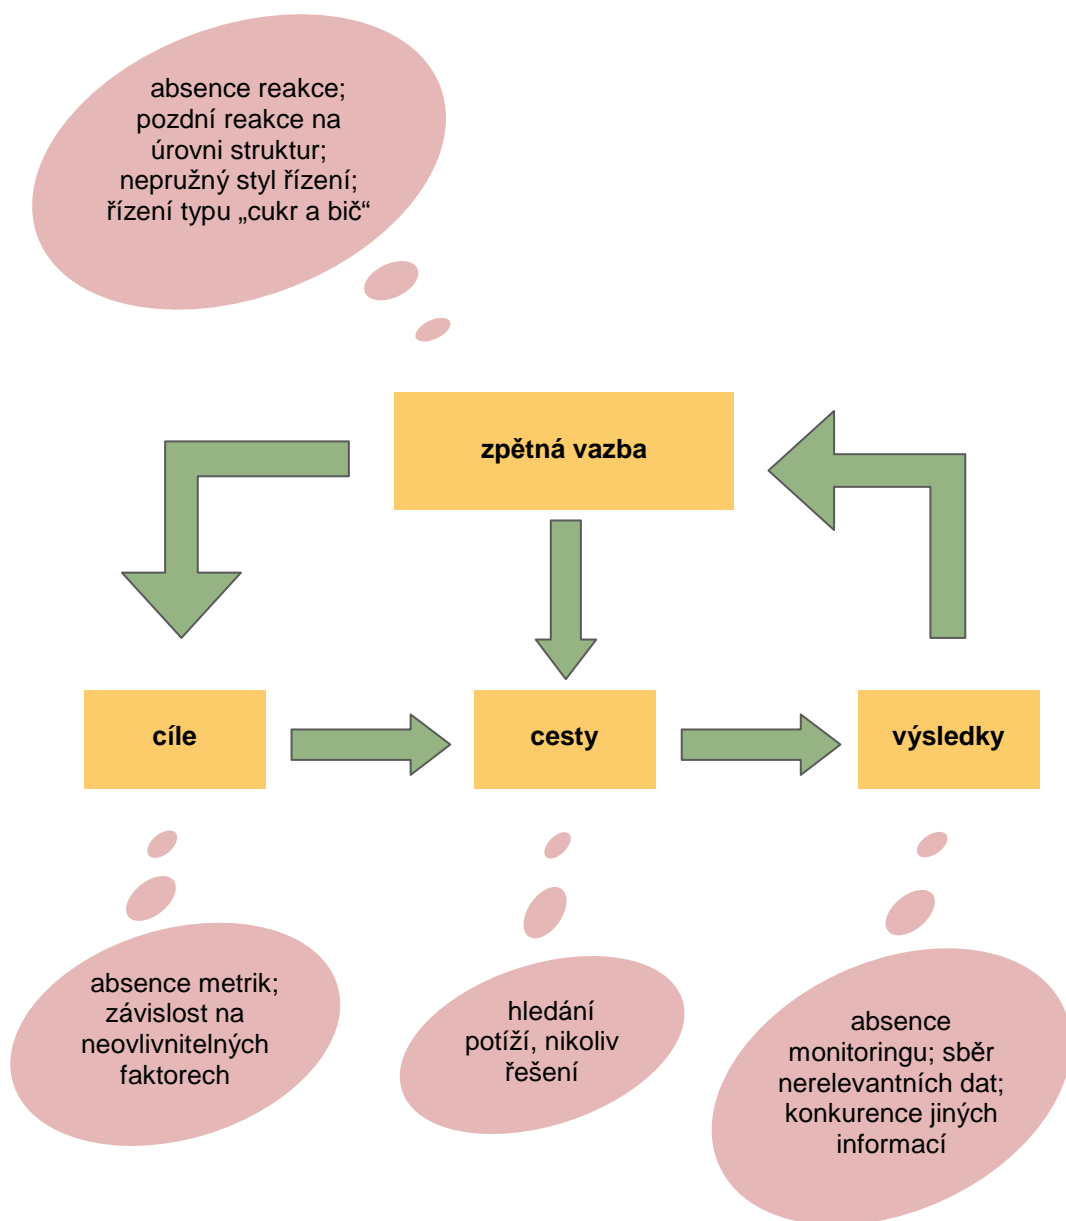 absence reakce;
pozdní reakce na
úrovni struktur;
nepružný styl řízení;
řízení typu „cukr a bič“
zpětná vazba
cíle
cesty
výsledky
absence metrik;
závislost na
neovlivnitelných
faktorech
hledání
potíží, nikoliv
řešení
absence
monitoringu; sběr
nerelevantních dat;
konkurence jiných
informací